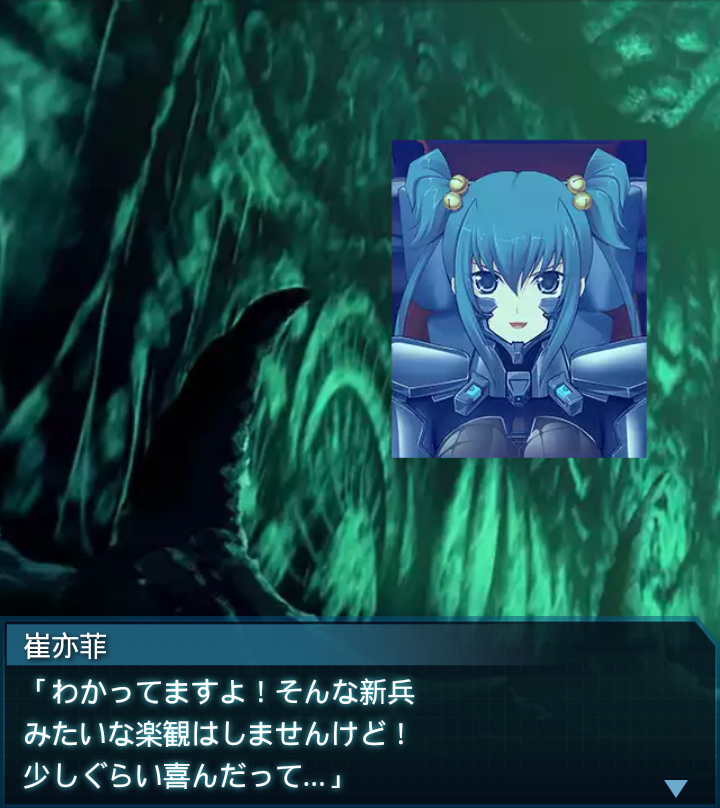 崔亦菲
「わかってますよ！そんな新兵
みたいな楽観はしませんけど！
少しぐらい喜んだって…」